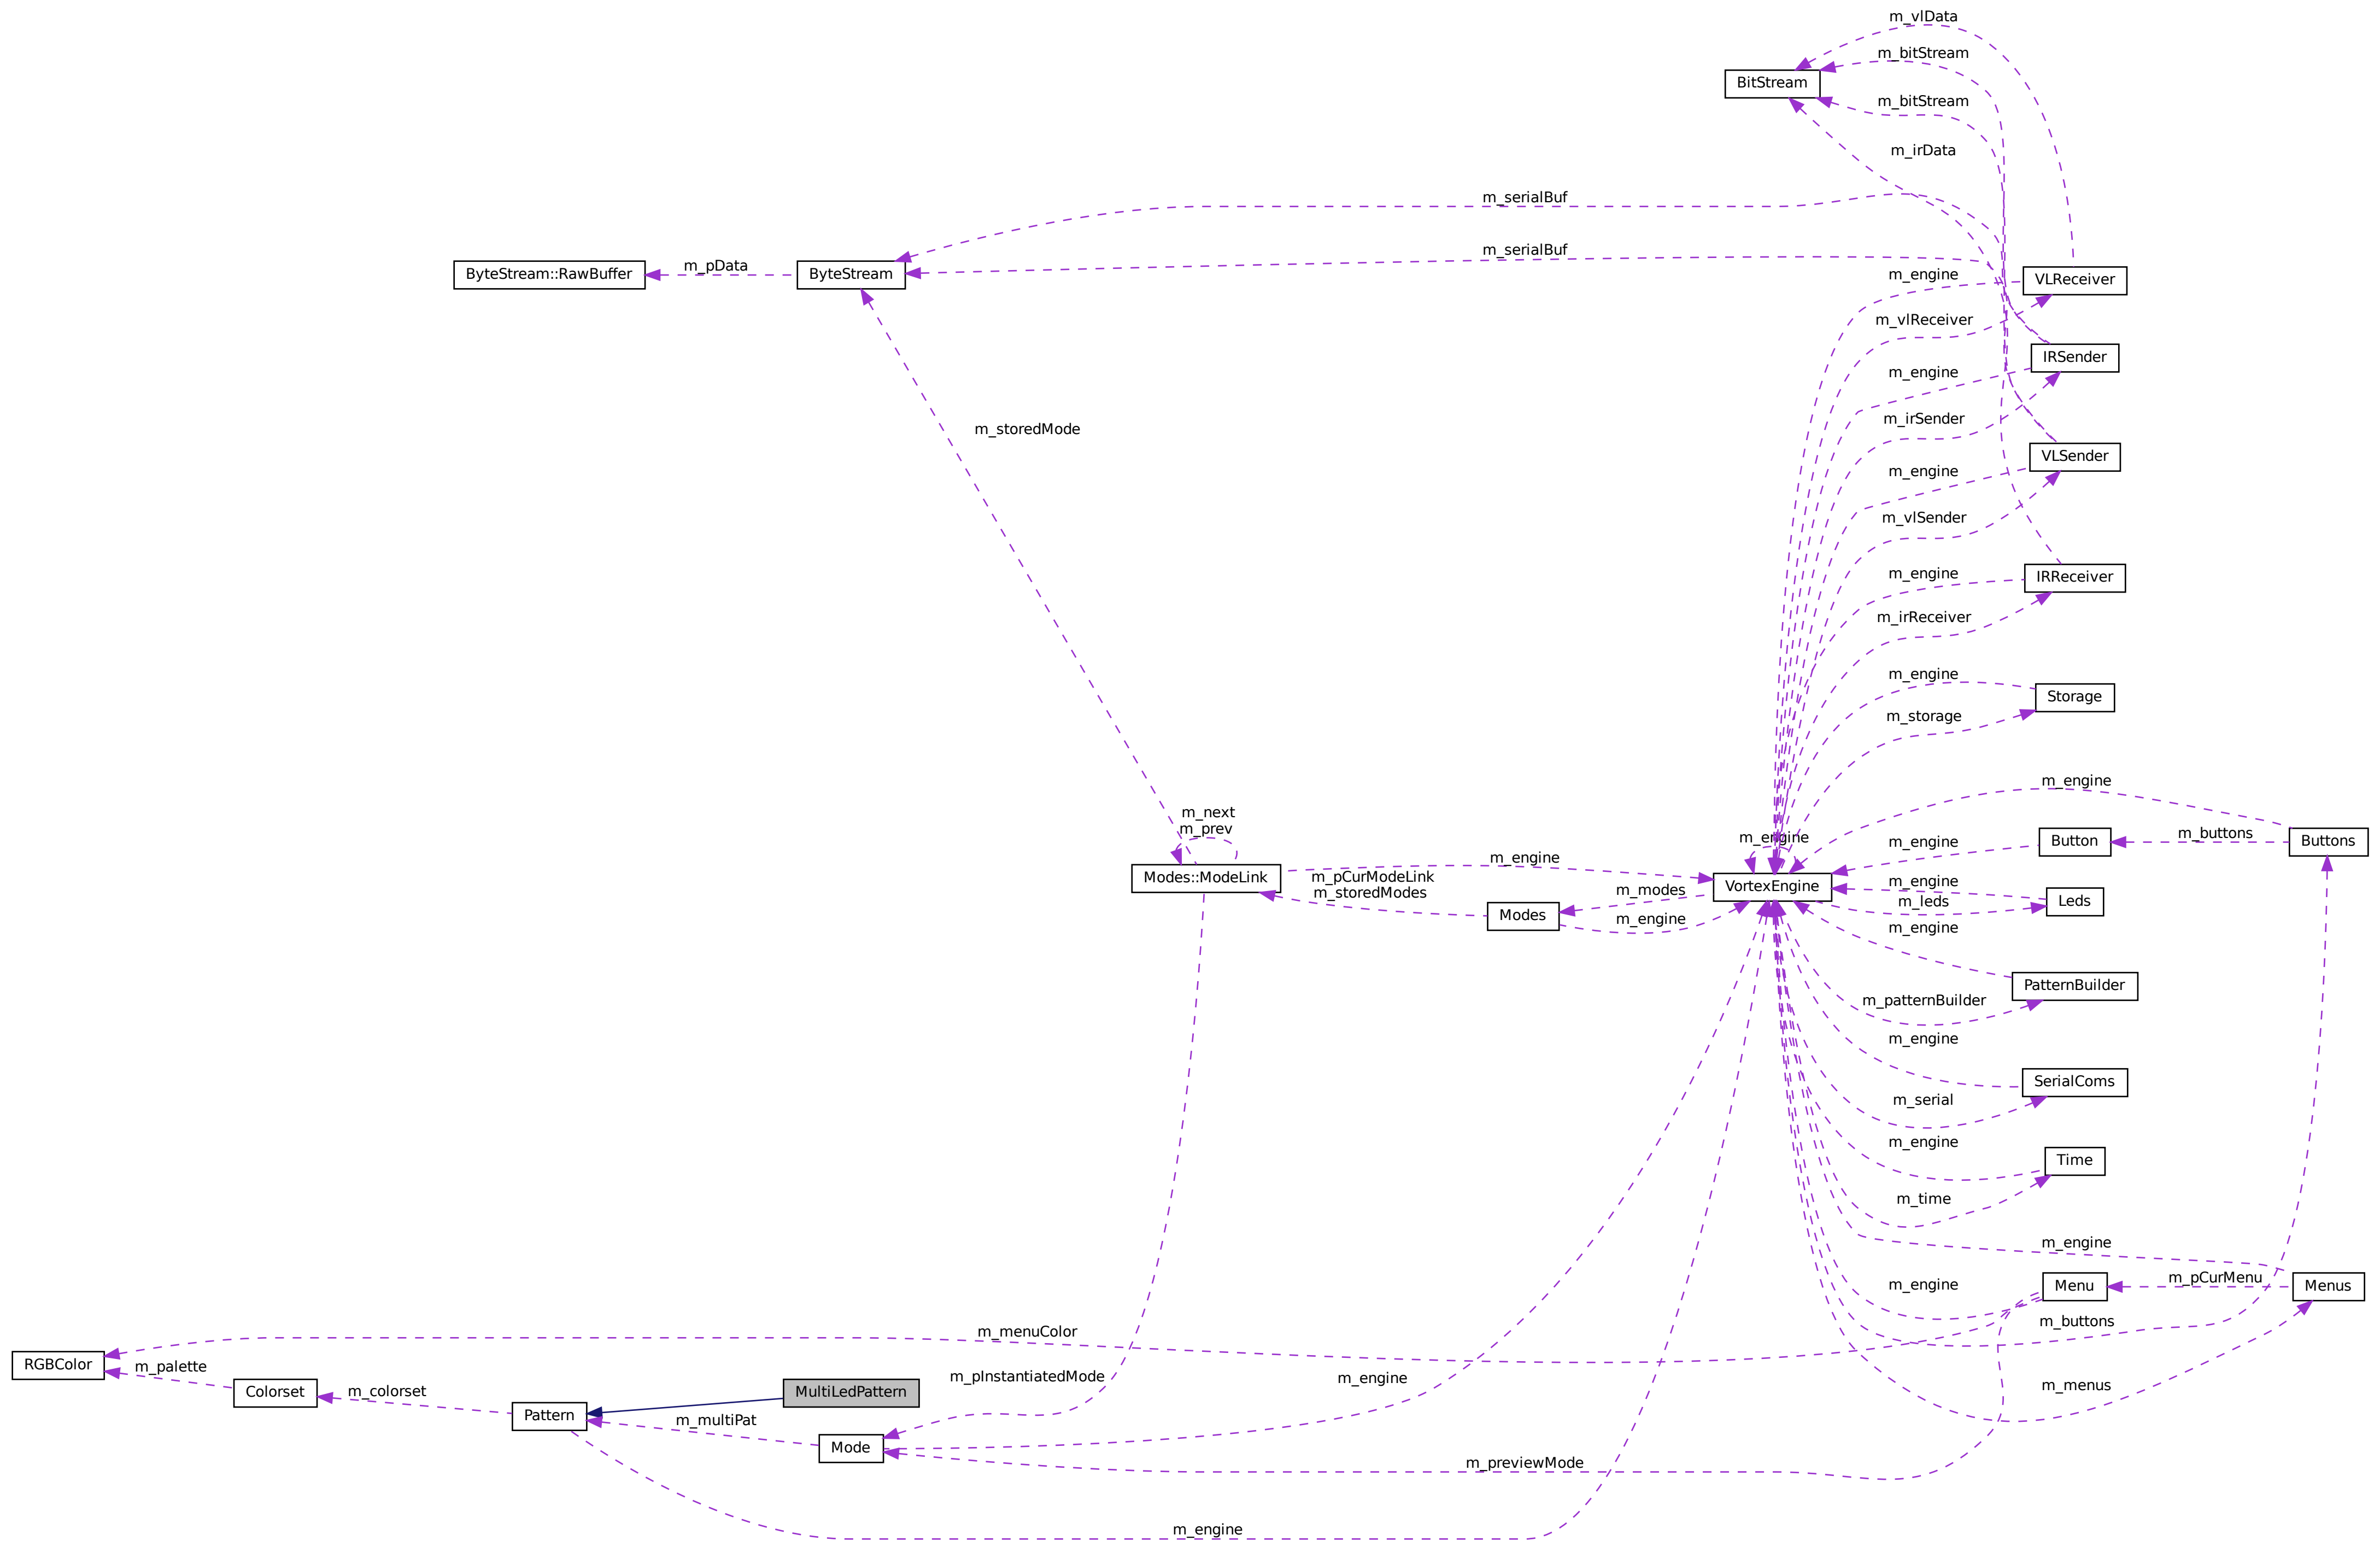 m_vlData
m_bitStream
BitStream
m_bitStream
m_irData
m_serialBuf
m_serialBuf
ByteStream::RawBuffer
m_pData
ByteStream
m_engine
VLReceiver
m_vlReceiver
IRSender
m_engine
m_irSender
m_storedMode
VLSender
m_engine
m_vlSender
m_engine
IRReceiver
m_irReceiver
m_engine
Storage
m_storage
m_engine
m_next
m_prev
m_engine
m_engine
Button
m_buttons
Buttons
m_engine
Modes::ModeLink
m_pCurModeLink
m_storedModes
Modes
m_modes
m_engine
VortexEngine
m_engine
m_leds
Leds
m_engine
PatternBuilder
m_patternBuilder
m_engine
SerialComs
m_serial
m_engine
Time
m_time
m_engine
m_engine
Menu
m_pCurMenu
Menus
m_buttons
m_menuColor
RGBColor
m_palette
Colorset
m_colorset
MultiLedPattern
m_pInstantiatedMode
m_engine
m_menus
Pattern
m_multiPat
Mode
m_previewMode
m_engine